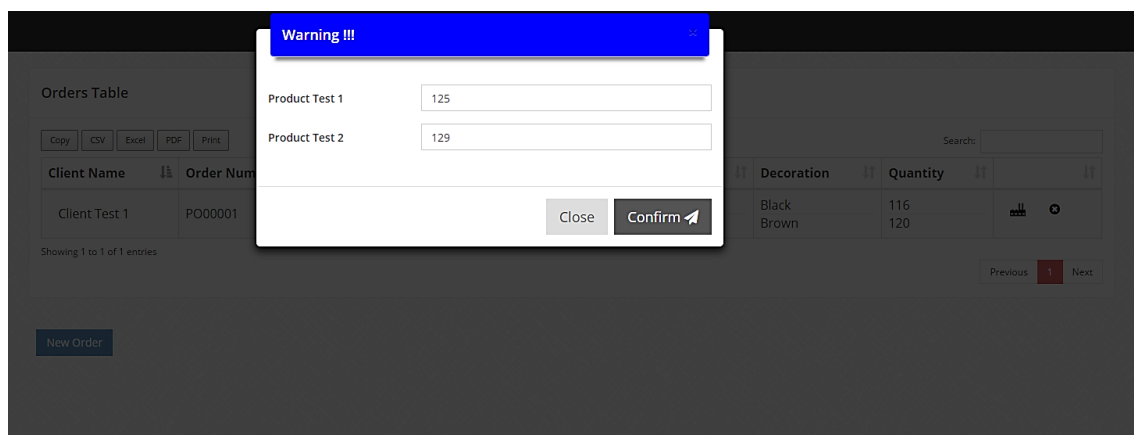 Warning !!!
×
Orders Table
Product Test 1 125
Product Test 2 129
Copy CSV Excel PDF Print Search:
Client Name Order Num Decoration Quantity
Client Test 1 PO00001 Black 116
Brown 120
Close Confirm
Showing 1 to 1 of 1 entries
Previous 1 Next
New Order